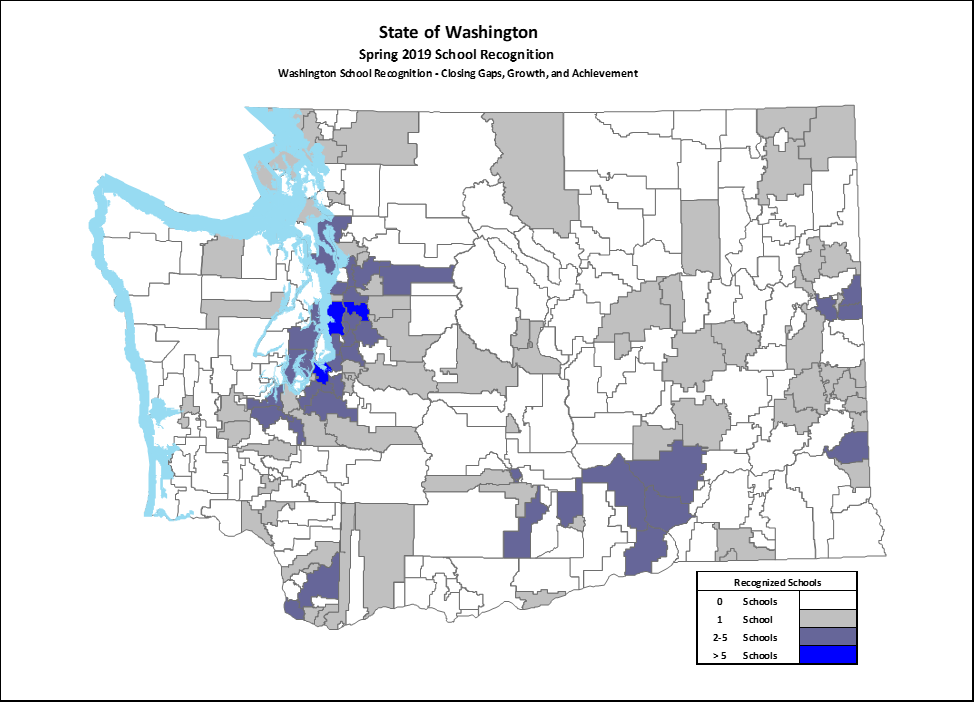 State of Washington
Spring 2019 School Recognition
Washington School Recognition - Closing Gaps, Growth, and Achievement
Recognized Schools
0 Schools
1 School
2-5 Schools
> 5 Schools